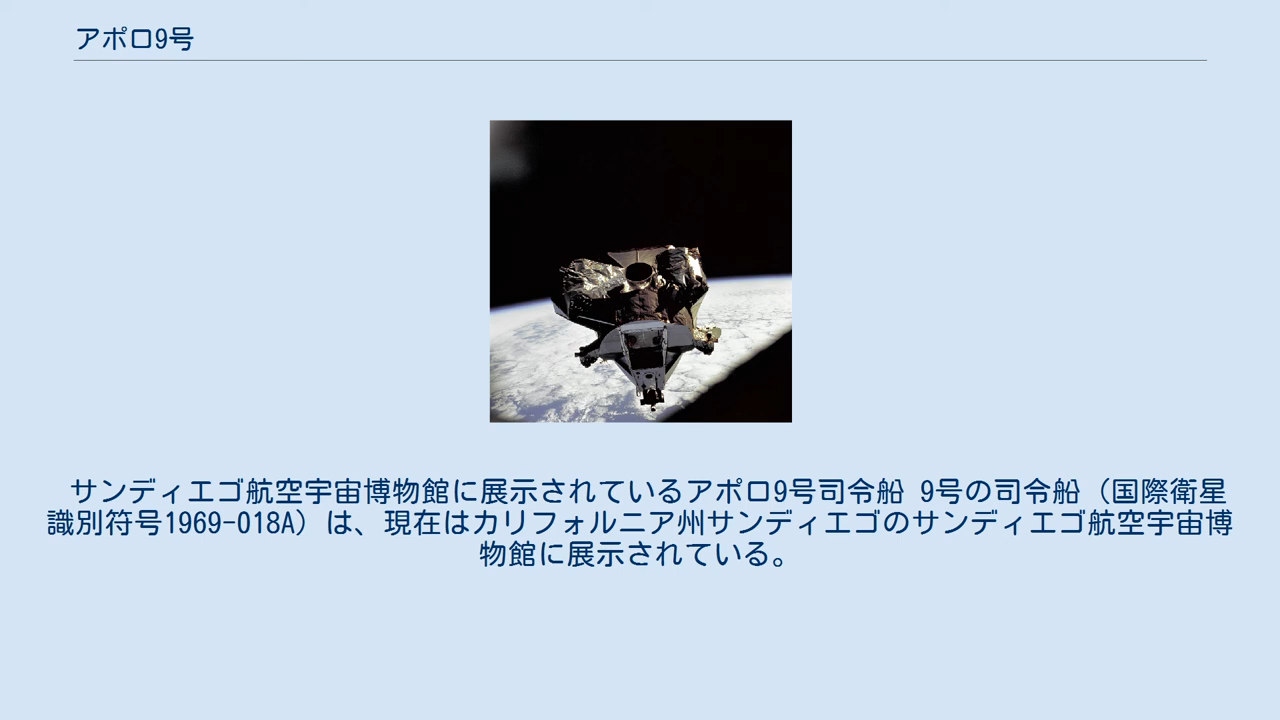 アポロ9号
サンディエゴ航空宇宙博物館に展示されているアポロ9号司令船 9号の司令船（国際衛星
識別符号1969-018A）は、現在はカリフォルニア州サンディエゴのサンディエゴ航空宇宙博
物館に展示されている。